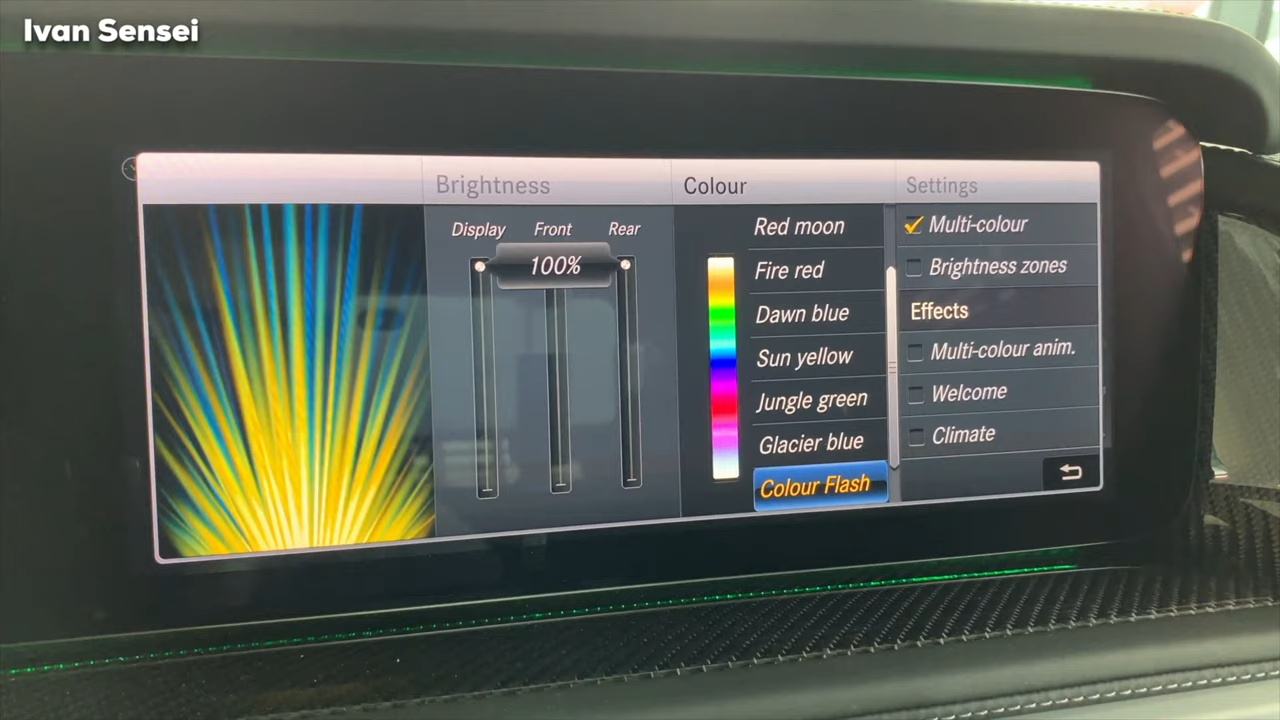 Ivan Sensei
Brightness
Colour
Settings
Display
Front
Rear
100%
Red moon
Fire red
Dawn blue
Sun yellow
Jungle green
Glacier blue
Colour Flash
Multi-colour
Brightness zones
Effects
Multi-colour anim.
Welcome
Climate